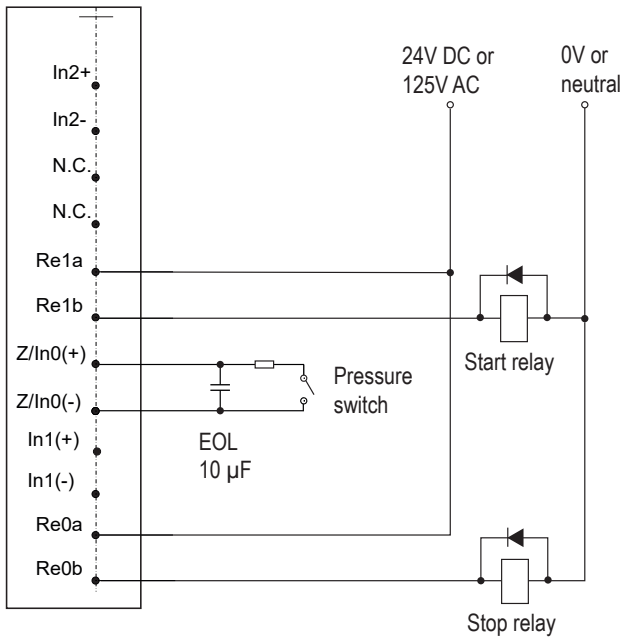 24V DC or
125V AC
0V or
neutral
In2+
In2-
N.C.
N.C.
Re1a
Re1b
Start relay
Z/In0(+)
Z/In0(-)
Pressure
switch
In1(+)
In1(-)
EOL
10 µF
Re0a
Re0b
Stop relay